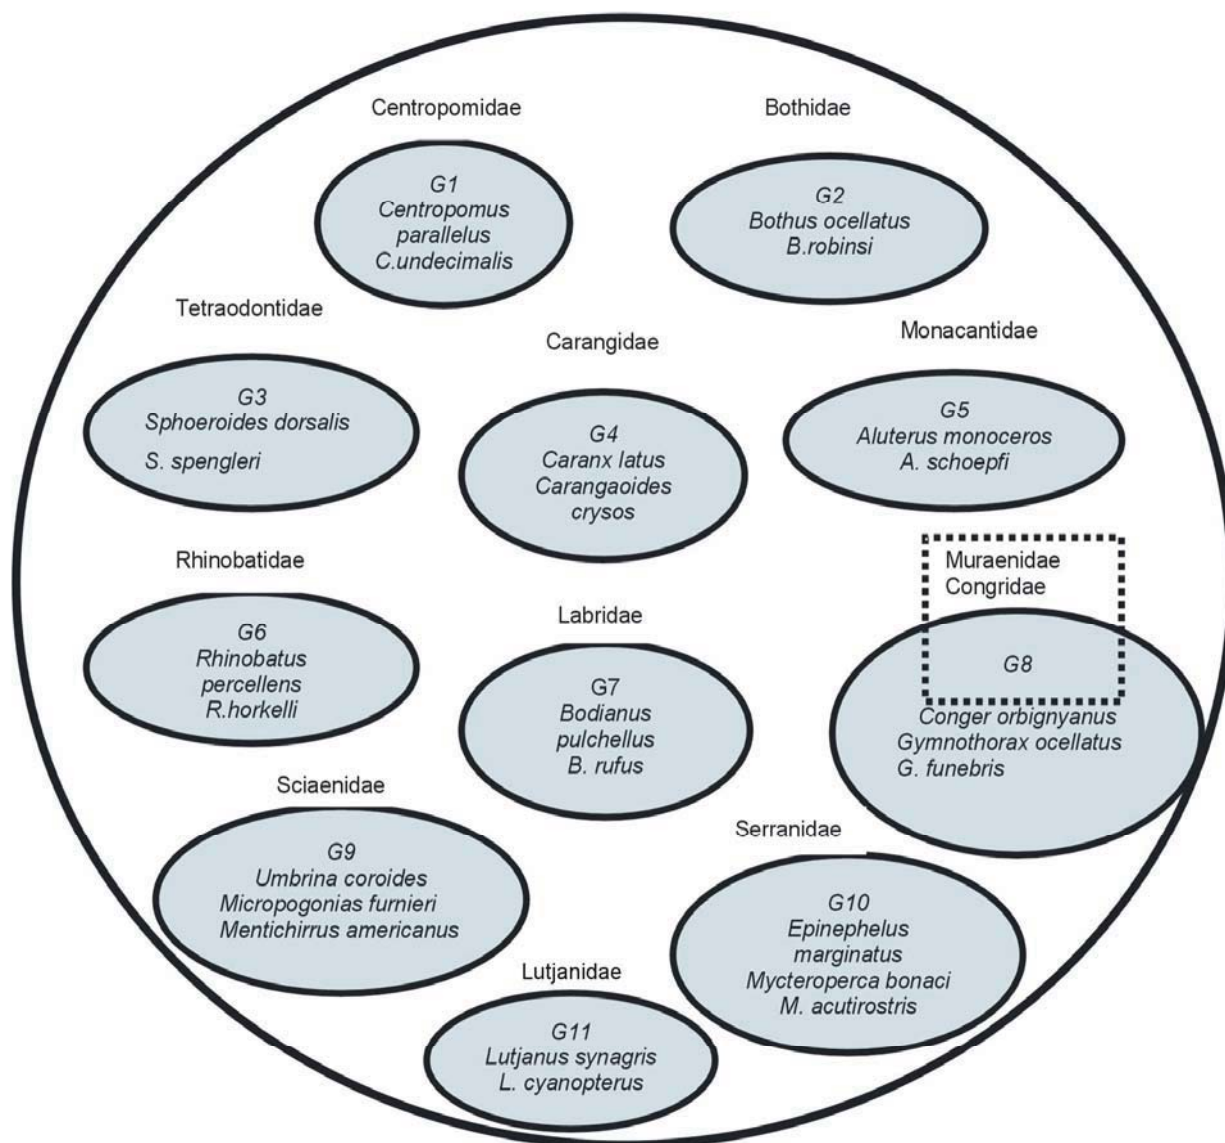 Centropomidae
G1
Centropomus
parallelus
C.undecimalis
Bothidae
G2
Bothus ocellatus
B.robinsi
Tetraodontidae
G3
Sphoeroides dorsalis
S. spengleri
Carangidae
G4
Caranx latus
Carangaoides
crysos
Monacantidae
G5
Aluterus monoceros
A. schoepfi
Rhinobatidae
G6
Rhinobatus
percellens
R.horkelli
Labridae
G7
Bodianus
pulchellus
B. rufus
Muraenidae
Congridae
G8
Conger orbignyanus
Gymnothorax ocellatus
G. funebris
Sciaenidae
G9
Umbrina coroides
Micropogonias furnieri
Mentichirrus americanus
Serranidae
G10
Epinephelus
marginatus
Mycteroperca bonaci
M. acutirostris
Lutjanidae
G11
Lutjanus synagris
L. cyanopterus